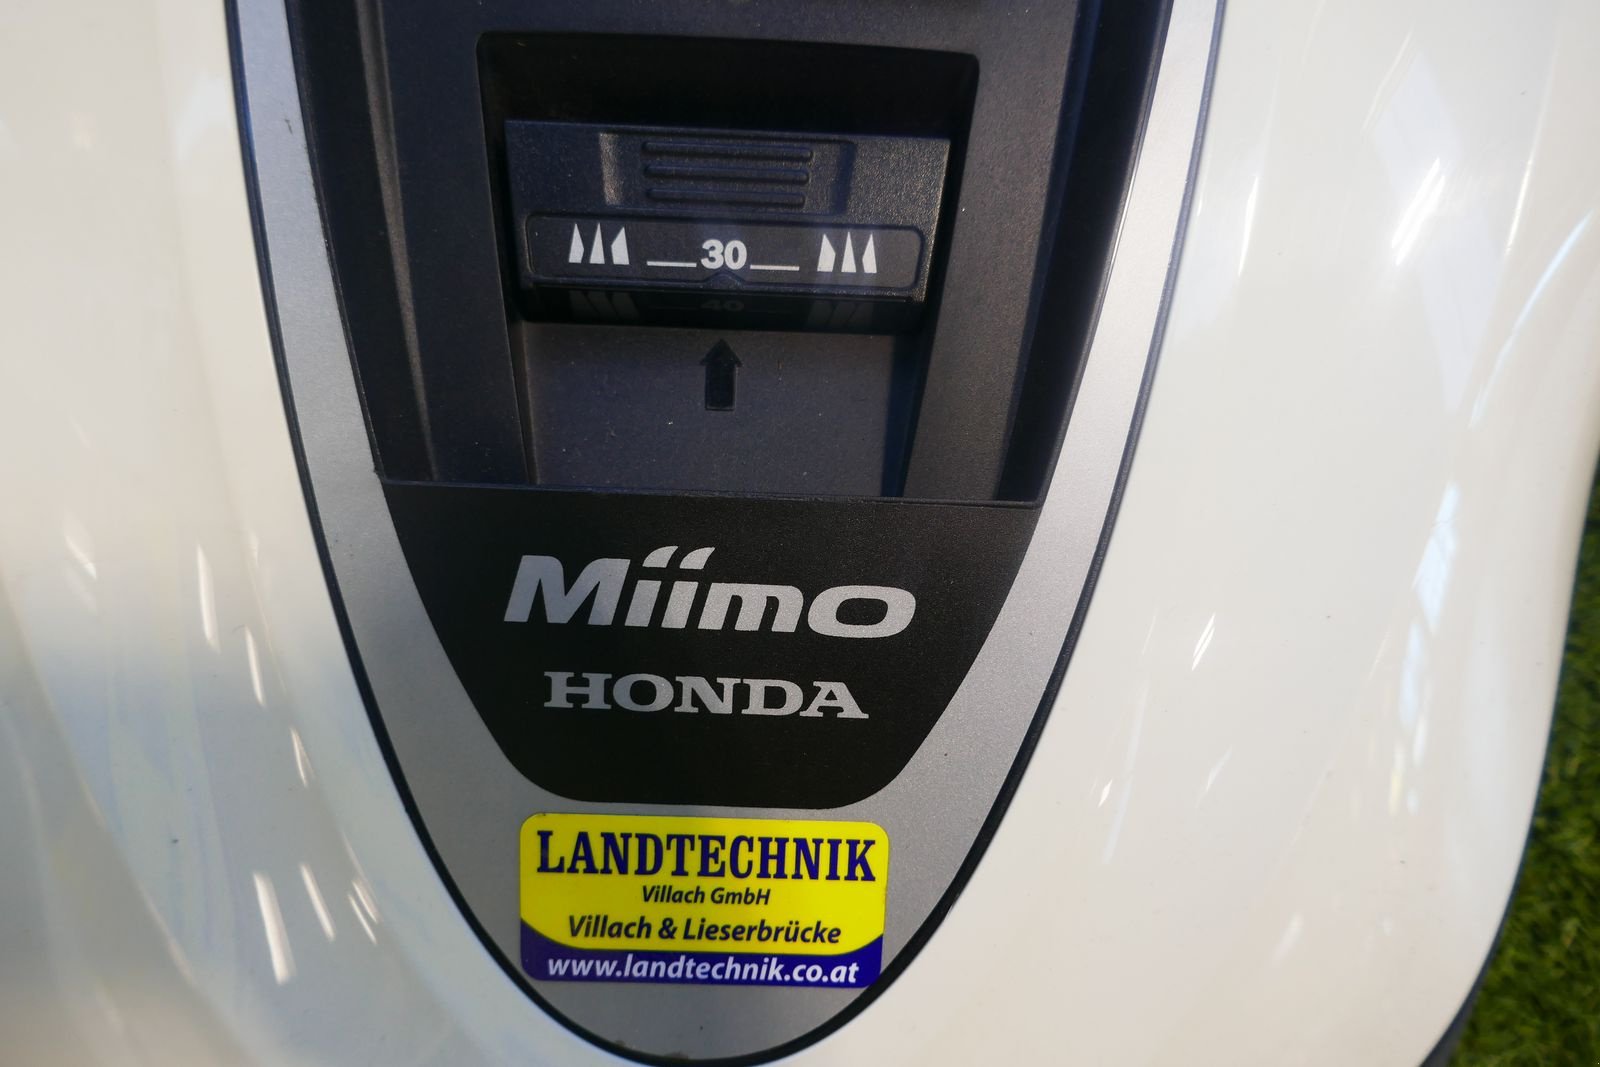 30
40
Miimo
HONDA
LANDTECHNIK
Villach GmbH
Villach & Lieserbrücke
www.landtechnik.co.at